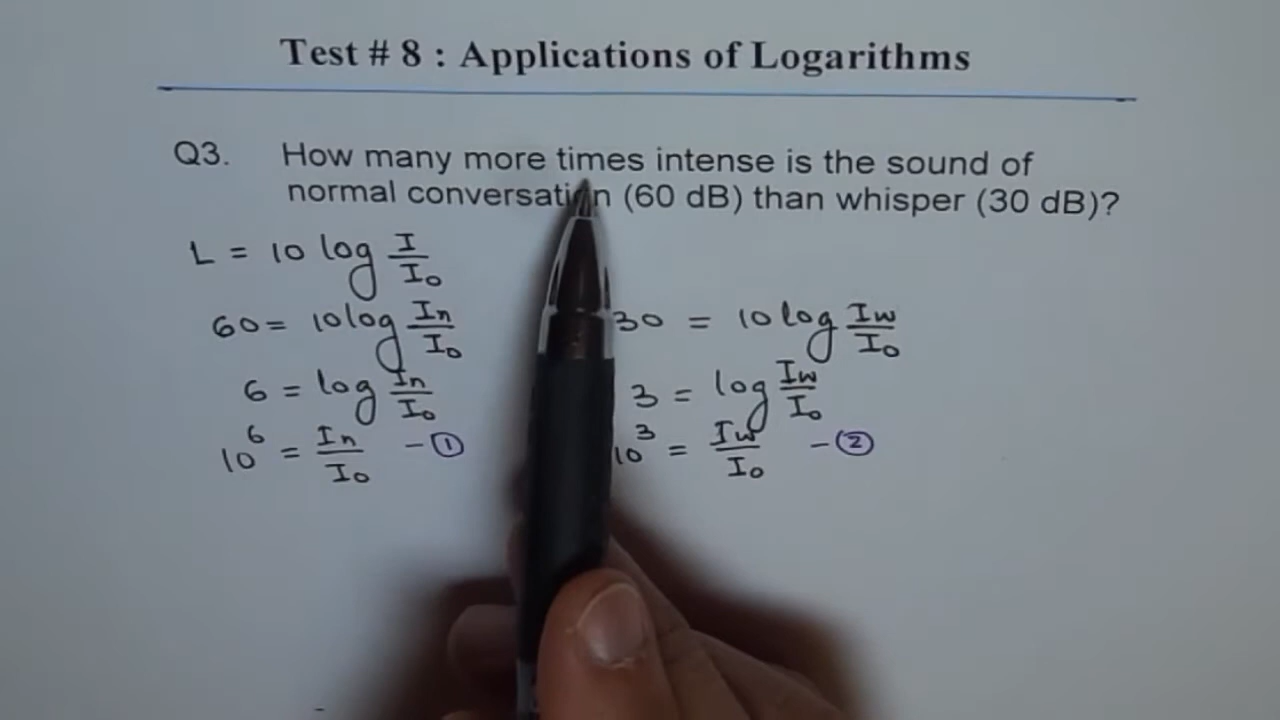 Test # 8 : Applications of Logarithms
Q3. How many more times intense is the sound of
normal conversation (60 dB) than whisper (30 dB)?
L = 10 log I/I₀
60 = 10 log In/I₀
6 = log In/I₀
10⁶ = In/I₀ - ①
30 = 10 log Iw/I₀
3 = log Iw/I₀
10³ = Iw/I₀ - ②